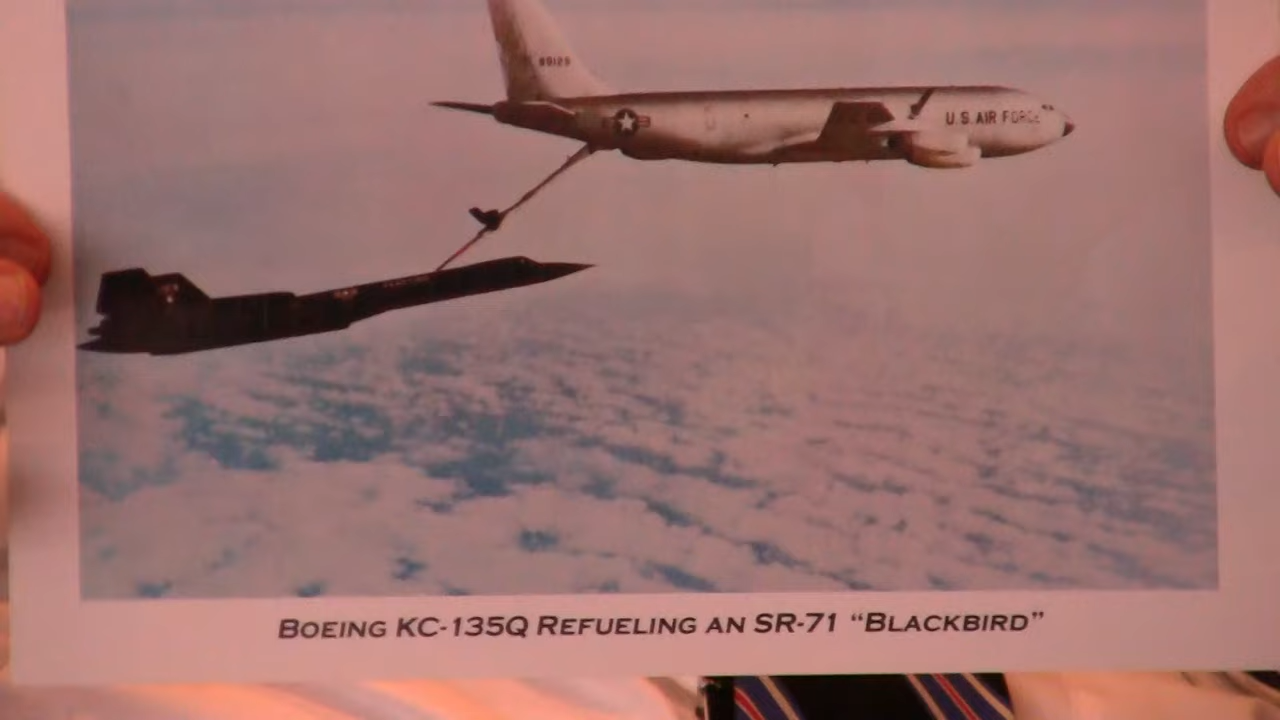 89129
U.S. AIR FORCE
BOEING KC-135Q REFUELING AN SR-71 “BLACKBIRD”